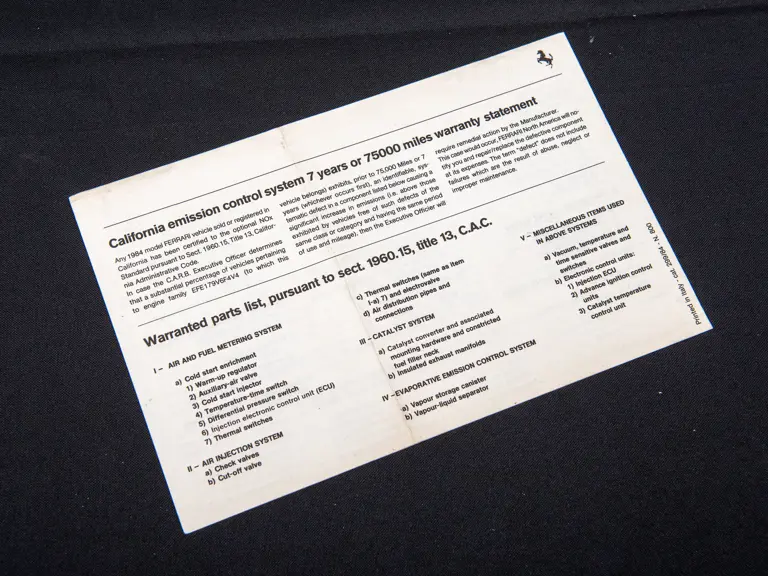 California emission control system 7 years or 75000 miles warranty statement
Any 1984 model FERRARI vehicle sold or registered in
California has been certified to the optional NOx
Standard pursuant to Sect. 1960.15, Title 13, Califor-
nia Administrative Code.
In case the C.A.R.B. Executive Officer determines
that a substantial percentage of vehicles pertaining
to engine family EFE179V6F4V4 (to which this
vehicle belongs) exhibits, prior to 75,000 Miles or 7
years (whichever occurs first), an identifiable, sys-
tematic defect in a component listed below causing a
significant increase in emissions (i.e. above those
exhibited by vehicles free of such defects of the
same class or category and having the same period
of use and mileage), then the Executive Officier will
require remedial action by the Manufacturer.
This case would occur, FERRARI North America will no-
tify you and repair/replace the defective component
at its expenses. The term "defect" does not include
failures which are the result of abuse, neglect or
improper maintenance.
Warranted parts list, pursuant to sect. 1960.15, title 13, C.A.C.
I – AIR AND FUEL METERING SYSTEM
a) Cold start enrichment
1) Warm-up regulator
2) Auxiliary-air valve
3) Cold start injector
4) Temperature-time switch
5) Differential pressure switch
6) Injection electronic control unit (ECU)
7) Thermal switches
II – AIR INJECTION SYSTEM
a) Check valves
b) Cut-off valve
c) Thermal switches (same as item
I-a) 7) and electrovalve
d) Air distribution pipes and
connections
III – CATALYST SYSTEM
a) Catalyst converter and associated
mounting hardware and constricted
fuel filler neck
b) Insulated exhaust manifolds
IV – EVAPORATIVE EMISSION CONTROL SYSTEM
a) Vapour storage canister
b) Vapour-liquid separator
V – MISCELLANEOUS ITEMS USED
IN ABOVE SYSTEMS
a) Vacuum, temperature and
time sensitive valves and
switches
b) Electronic control units:
1) Injection ECU
2) Advance ignition control
units
3) Catalyst temperature
control unit
Printed in Italy - cat. 299/84 - N. 800